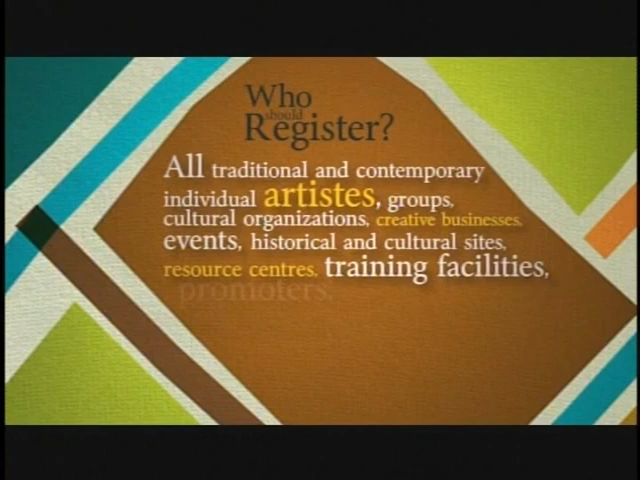 Who
should
Register?
All traditional and contemporary
individual artistes, groups,
cultural organizations, creative businesses,
events, historical and cultural sites,
resource centres, training facilities,
promoters.